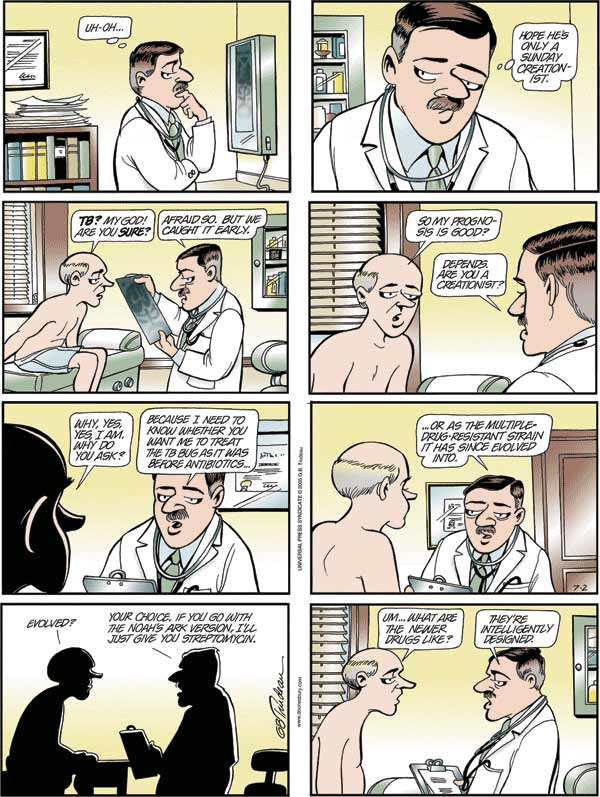 UH-OH...
HOPE HE'S
ONLY A
SUNDAY
CREATION-
IST.
TB? MY GOD!
ARE YOU SURE?
AFRAID SO. BUT WE
CAUGHT IT EARLY.
SO MY PROGNO-
SIS IS GOOD?
DEPENDS.
ARE YOU A
CREATIONIST?
WHY, YES,
YES, I AM.
WHY DO
YOU ASK?
BECAUSE I NEED TO
KNOW WHETHER YOU
WANT ME TO TREAT
THE TB BUG AS IT WAS
BEFORE ANTIBIOTICS...
UNIVERSAL PRESS SYNDICATE © 2005 G.B. Trudeau
...OR AS THE MULTIPLE-
DRUG-RESISTANT STRAIN
IT HAS SINCE EVOLVED
INTO.
7-2
EVOLVED?
YOUR CHOICE. IF YOU GO WITH
THE NOAH'S ARK VERSION, I'LL
JUST GIVE YOU STREPTOMYCIN.
GB Trudeau
www.doonesbury.com
UM... WHAT ARE
THE NEWER
DRUGS LIKE?
THEY'RE
INTELLIGENTLY
DESIGNED.